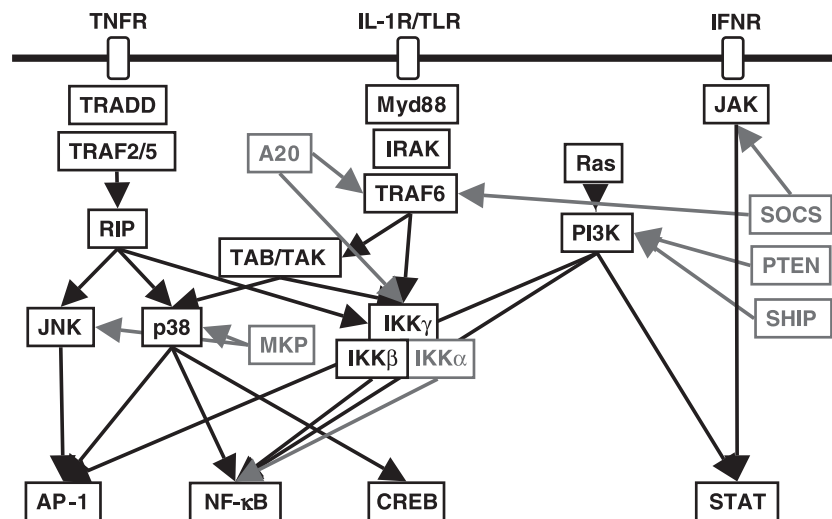 TNFR
IL-1R/TLR
IFNR
TRADD
Myd88
JAK
TRAF2/5
A20
IRAK
Ras
TRAF6
SOCS
RIP
TAB/TAK
PI3K
PTEN
JNK
p38
IKKγ
SHIP
MKP
IKKβ
IKKα
AP-1
NF-κB
CREB
STAT